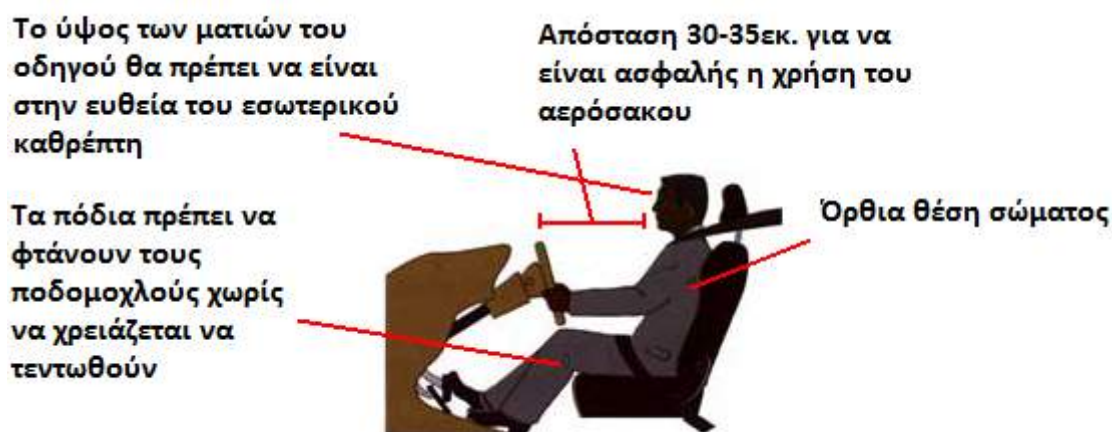 Το ύψος των ματιών του
οδηγού θα πρέπει να είναι
στην ευθεία του εσωτερικού
καθρέπτη
Απόσταση 30-35εκ. για να
είναι ασφαλής η χρήση του
αερόσακου
Τα πόδια πρέπει να
φτάνουν τους
ποδομοχλούς χωρίς
να χρειάζεται να
τεντωθούν
Όρθια θέση σώματος